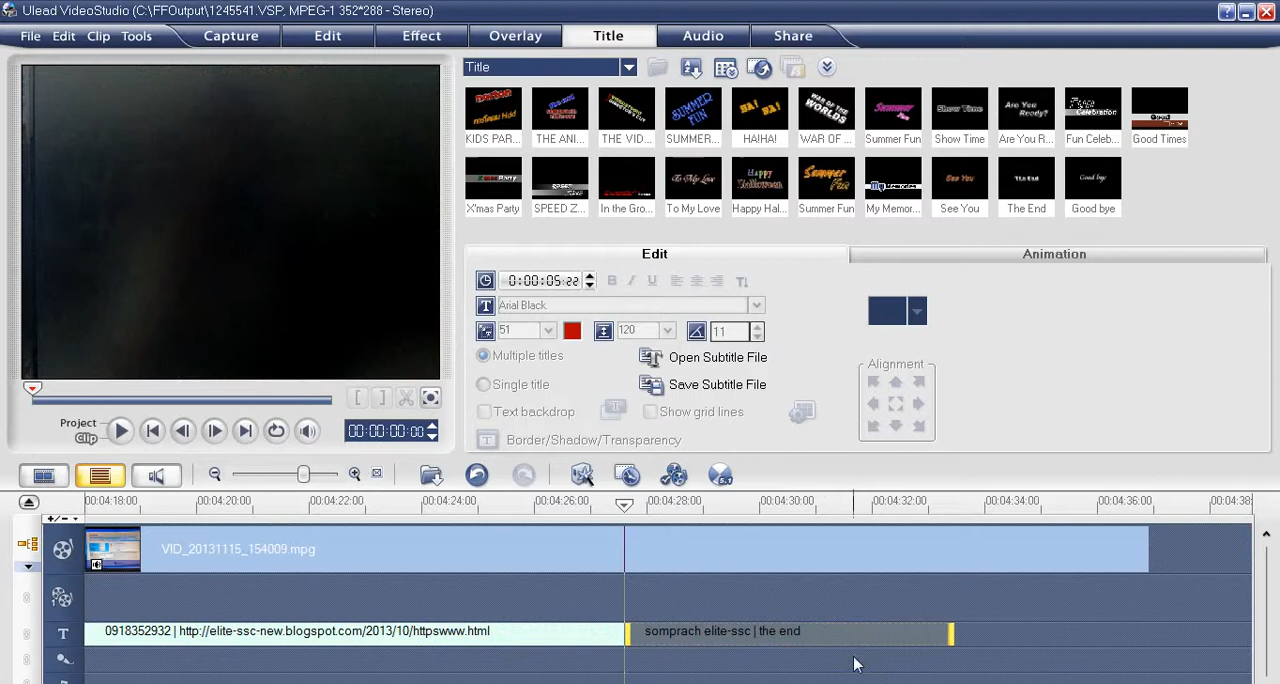 Ulead VideoStudio (C:\FFOutput\1245541.VSP, MPEG-1 352*288 - Stereo)
File Edit Clip Tools Capture Edit Effect Overlay Title Audio Share
Title
KIDS PAR... THE ANI... THE VID... SUMMER... HA!HA! WAR OF ... Summer Fun Show Time Are You R... Fun Celeb... Good Times
X'mas Party SPEED Z... In the Gro... To My Love Happy Hal... Summer Fun My Memor... See You The End Good bye
Edit Animation
0:00:05:22
Arial Black
51 120 11
Multiple titles Open Subtitle File
Single title Save Subtitle File
Text backdrop Show grid lines
Border/Shadow/Transparency
Alignment
Project
Clip
00:00:00:00
00:04:18:00 00:04:20:00 00:04:22:00 00:04:24:00 00:04:26:00 00:04:28:00 00:04:30:00 00:04:32:00 00:04:34:00 00:04:36:00 00:04:38
VID_20131115_154009.mpg
0918352932 | http://elite-ssc-new.blogspot.com/2013/10/httpswww.html somprach elite-ssc | the end